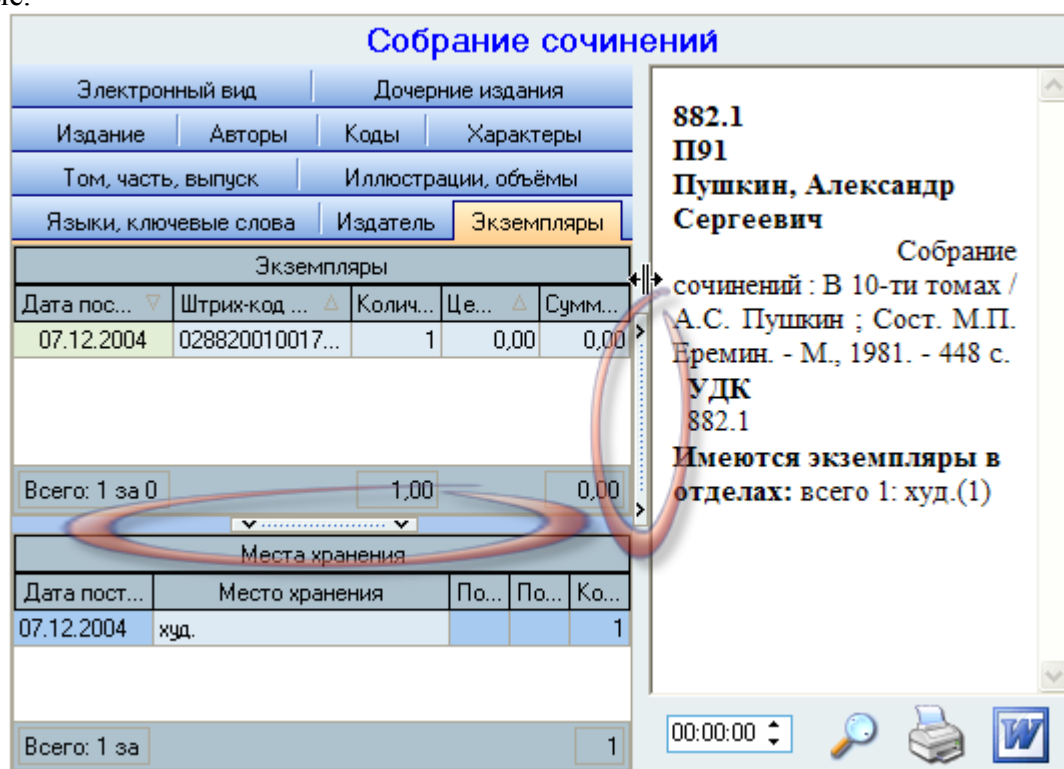 ие.
Собрание сочинений
Электронный вид Дочерние издания
Издание Авторы Коды Характеры
Том, часть, выпуск Иллюстрации, объёмы
Языки, ключевые слова Издатель Экземпляры
Экземпляры
Дата пос... Штрих-код ... Колич... Це... Сумм...
07.12.2004 028820010017... 1 0,00 0,00
Всего: 1 за 0 1,00 0,00
Места хранения
Дата пост... Место хранения По... По... Ко...
07.12.2004 худ. 1
Всего: 1 за 1
882.1
П91
Пушкин, Александр
Сергеевич
Собрание
сочинений : В 10-ти томах /
А.С. Пушкин ; Сост. М.П.
Еремин. - М., 1981. - 448 с.
УДК
882.1
Имеются экземпляры в
отделах: всего 1: худ.(1)
00:00:00
W